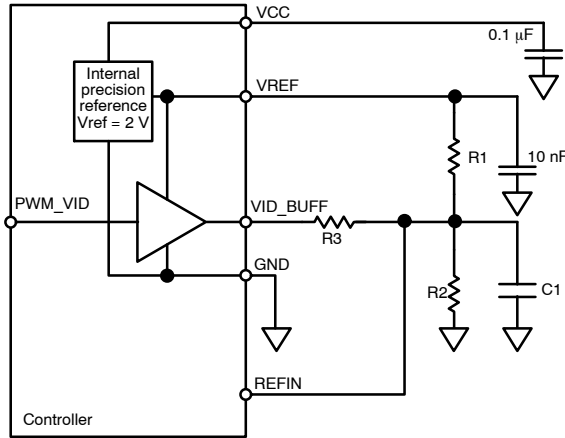 VCC
0.1 μF
Internal
precision
reference
Vref = 2 V
VREF
R1
10 nF
PWM_VID
VID_BUFF
R3
GND
R2
C1
REFIN
Controller